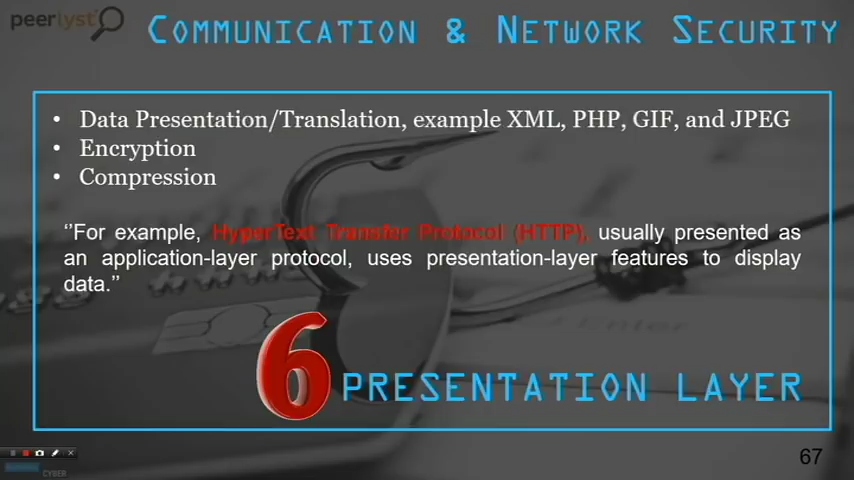 peerlyst
COMMUNICATION & NETWORK SECURITY
• Data Presentation/Translation, example XML, PHP, GIF, and JPEG
• Encryption
• Compression
‘’For example, HyperText Transfer Protocol (HTTP), usually presented as
an application-layer protocol, uses presentation-layer features to display
data.’’
Enter
6 PRESENTATION LAYER
67
CYBER